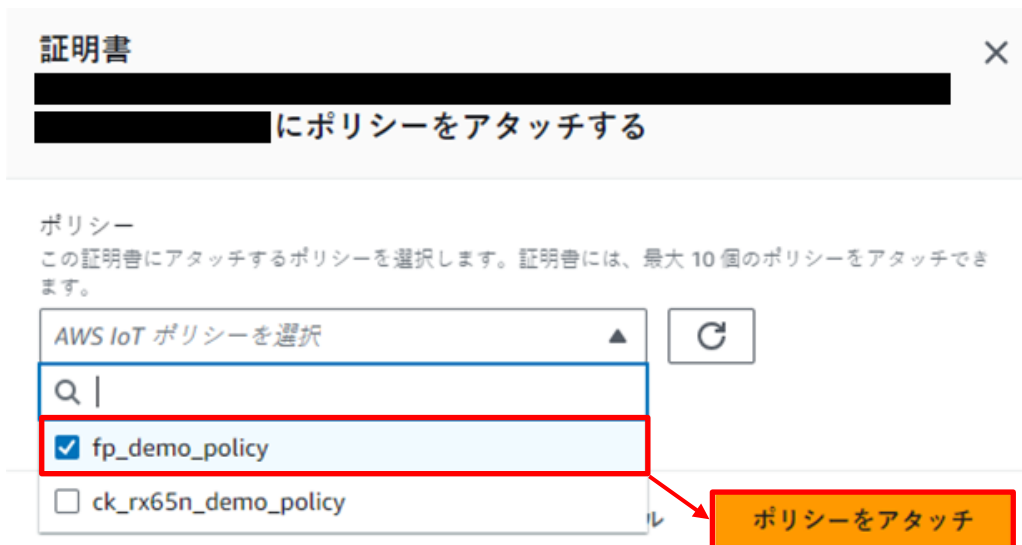 証明書
にポリシーをアタッチする
ポリシー
この証明書にアタッチするポリシーを選択します。証明書には、最大 10 個のポリシーをアタッチでき
ます。
AWS IoT ポリシーを選択
fp_demo_policy
ck_rx65n_demo_policy
ル
ポリシーをアタッチ